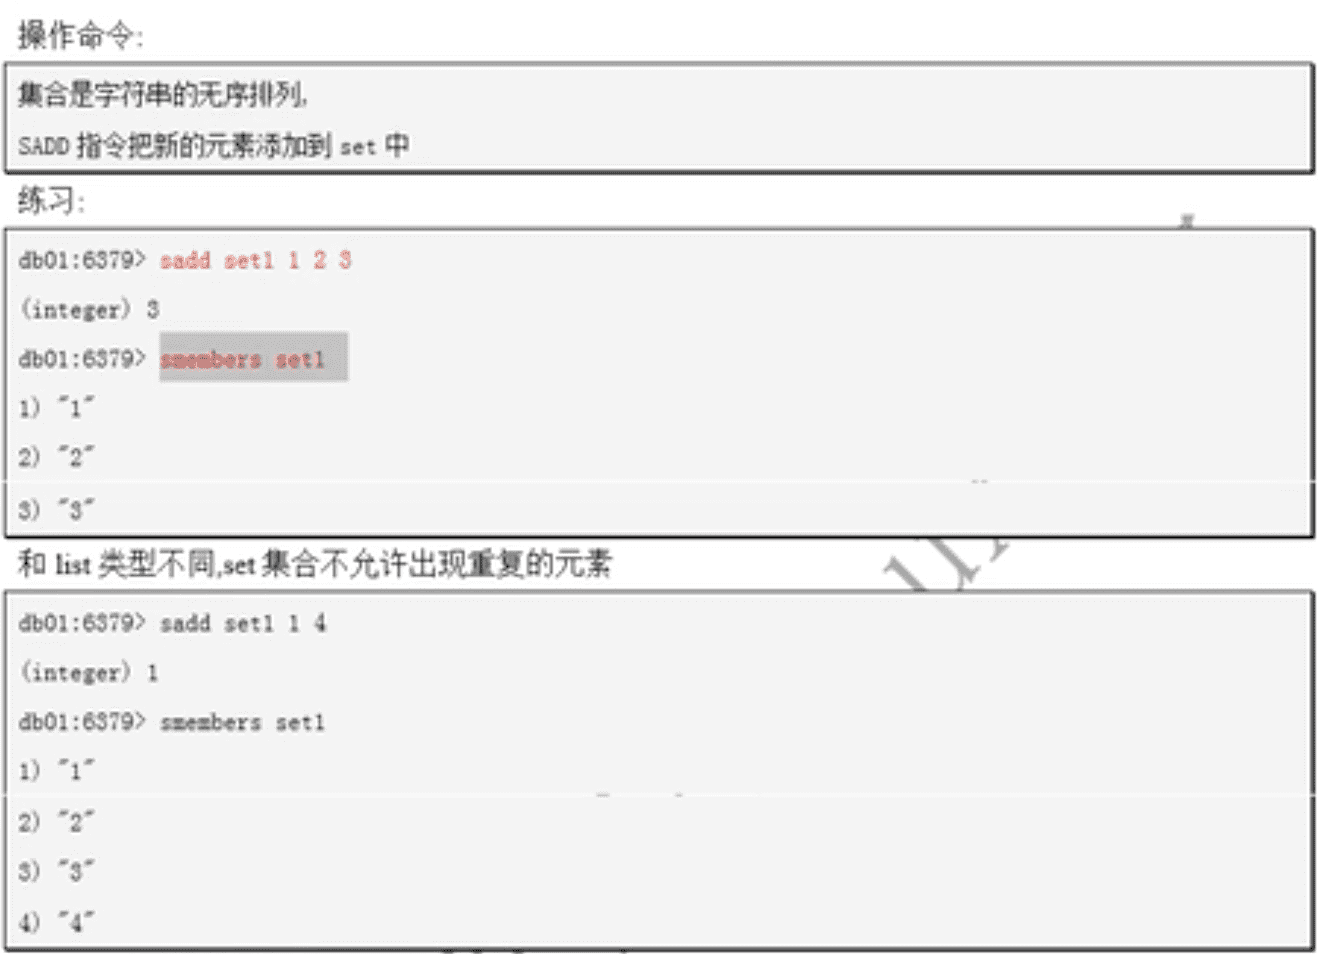 操作命令:
集合是字符串的无序排列,
SADD 指令把新的元素添加到 set 中
练习:
db01:6379> sadd set1 1 2 3
(integer) 3
db01:6379> smembers set1
1) "1"
2) "2"
3) "3"
和 list 类型不同,set 集合不允许出现重复的元素
db01:6379> sadd set1 1 4
(integer) 1
db01:6379> smembers set1
1) "1"
2) "2"
3) "3"
4) "4"